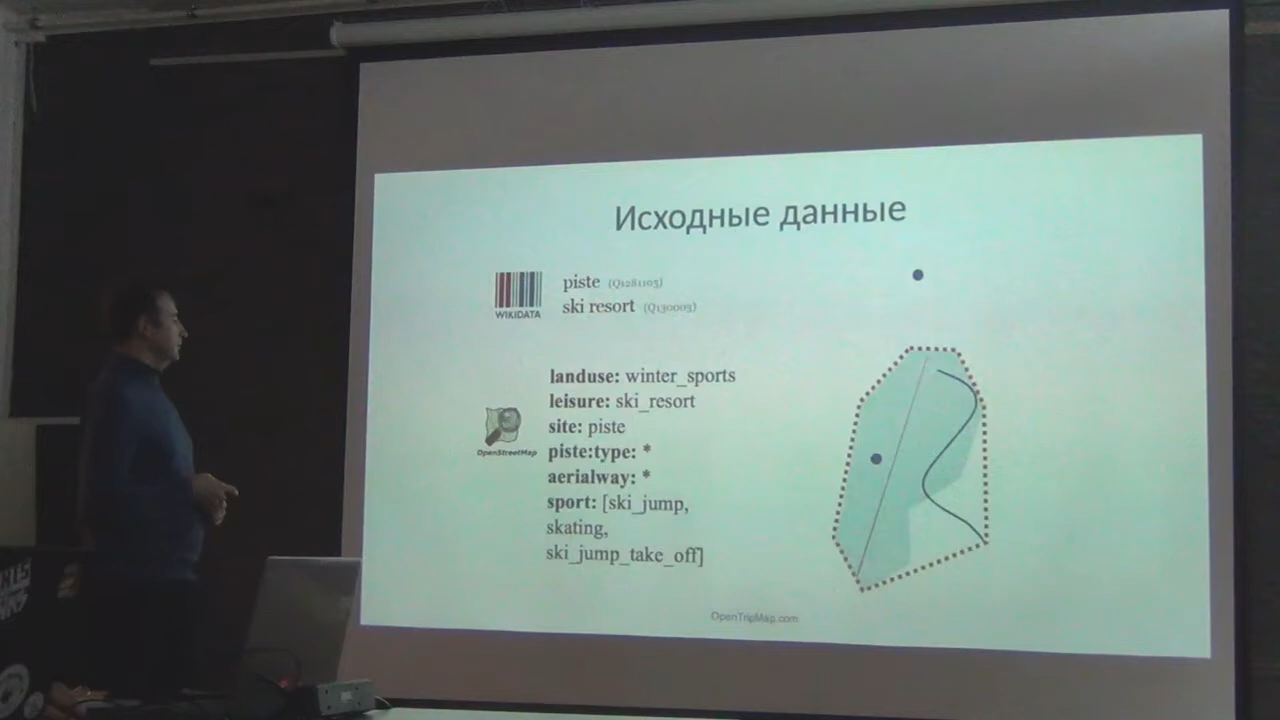 Исходные данные
piste (Q1281105)
ski resort (Q130003)
WIKIDATA
landuse: winter_sports
leisure: ski_resort
site: piste
piste:type: *
OpenStreetMap
aerialway: *
sport: [ski_jump,
skating,
ski_jump_take_off]
OpenTripMap.com